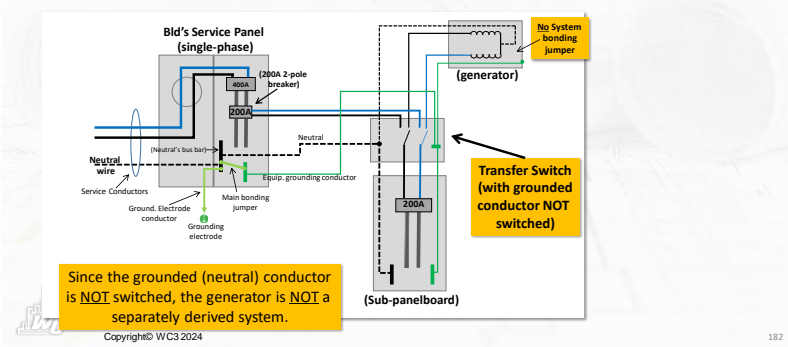 Bld's Service Panel
(single-phase)
No System
bonding
jumper
(generator)
(200A 2-pole
breaker)
400A
200A
Neutral
(Neutral's bus bar)
Neutral
wire
Equip. grounding conductor
Service Conductors
Ground. Electrode
conductor
Main bonding
jumper
Grounding
electrode
Transfer Switch
(with grounded
conductor NOT
switched)
200A
(Sub-panelboard)
Since the grounded (neutral) conductor
is NOT switched, the generator is NOT a
separately derived system.
Copyright© WC3 2024
182